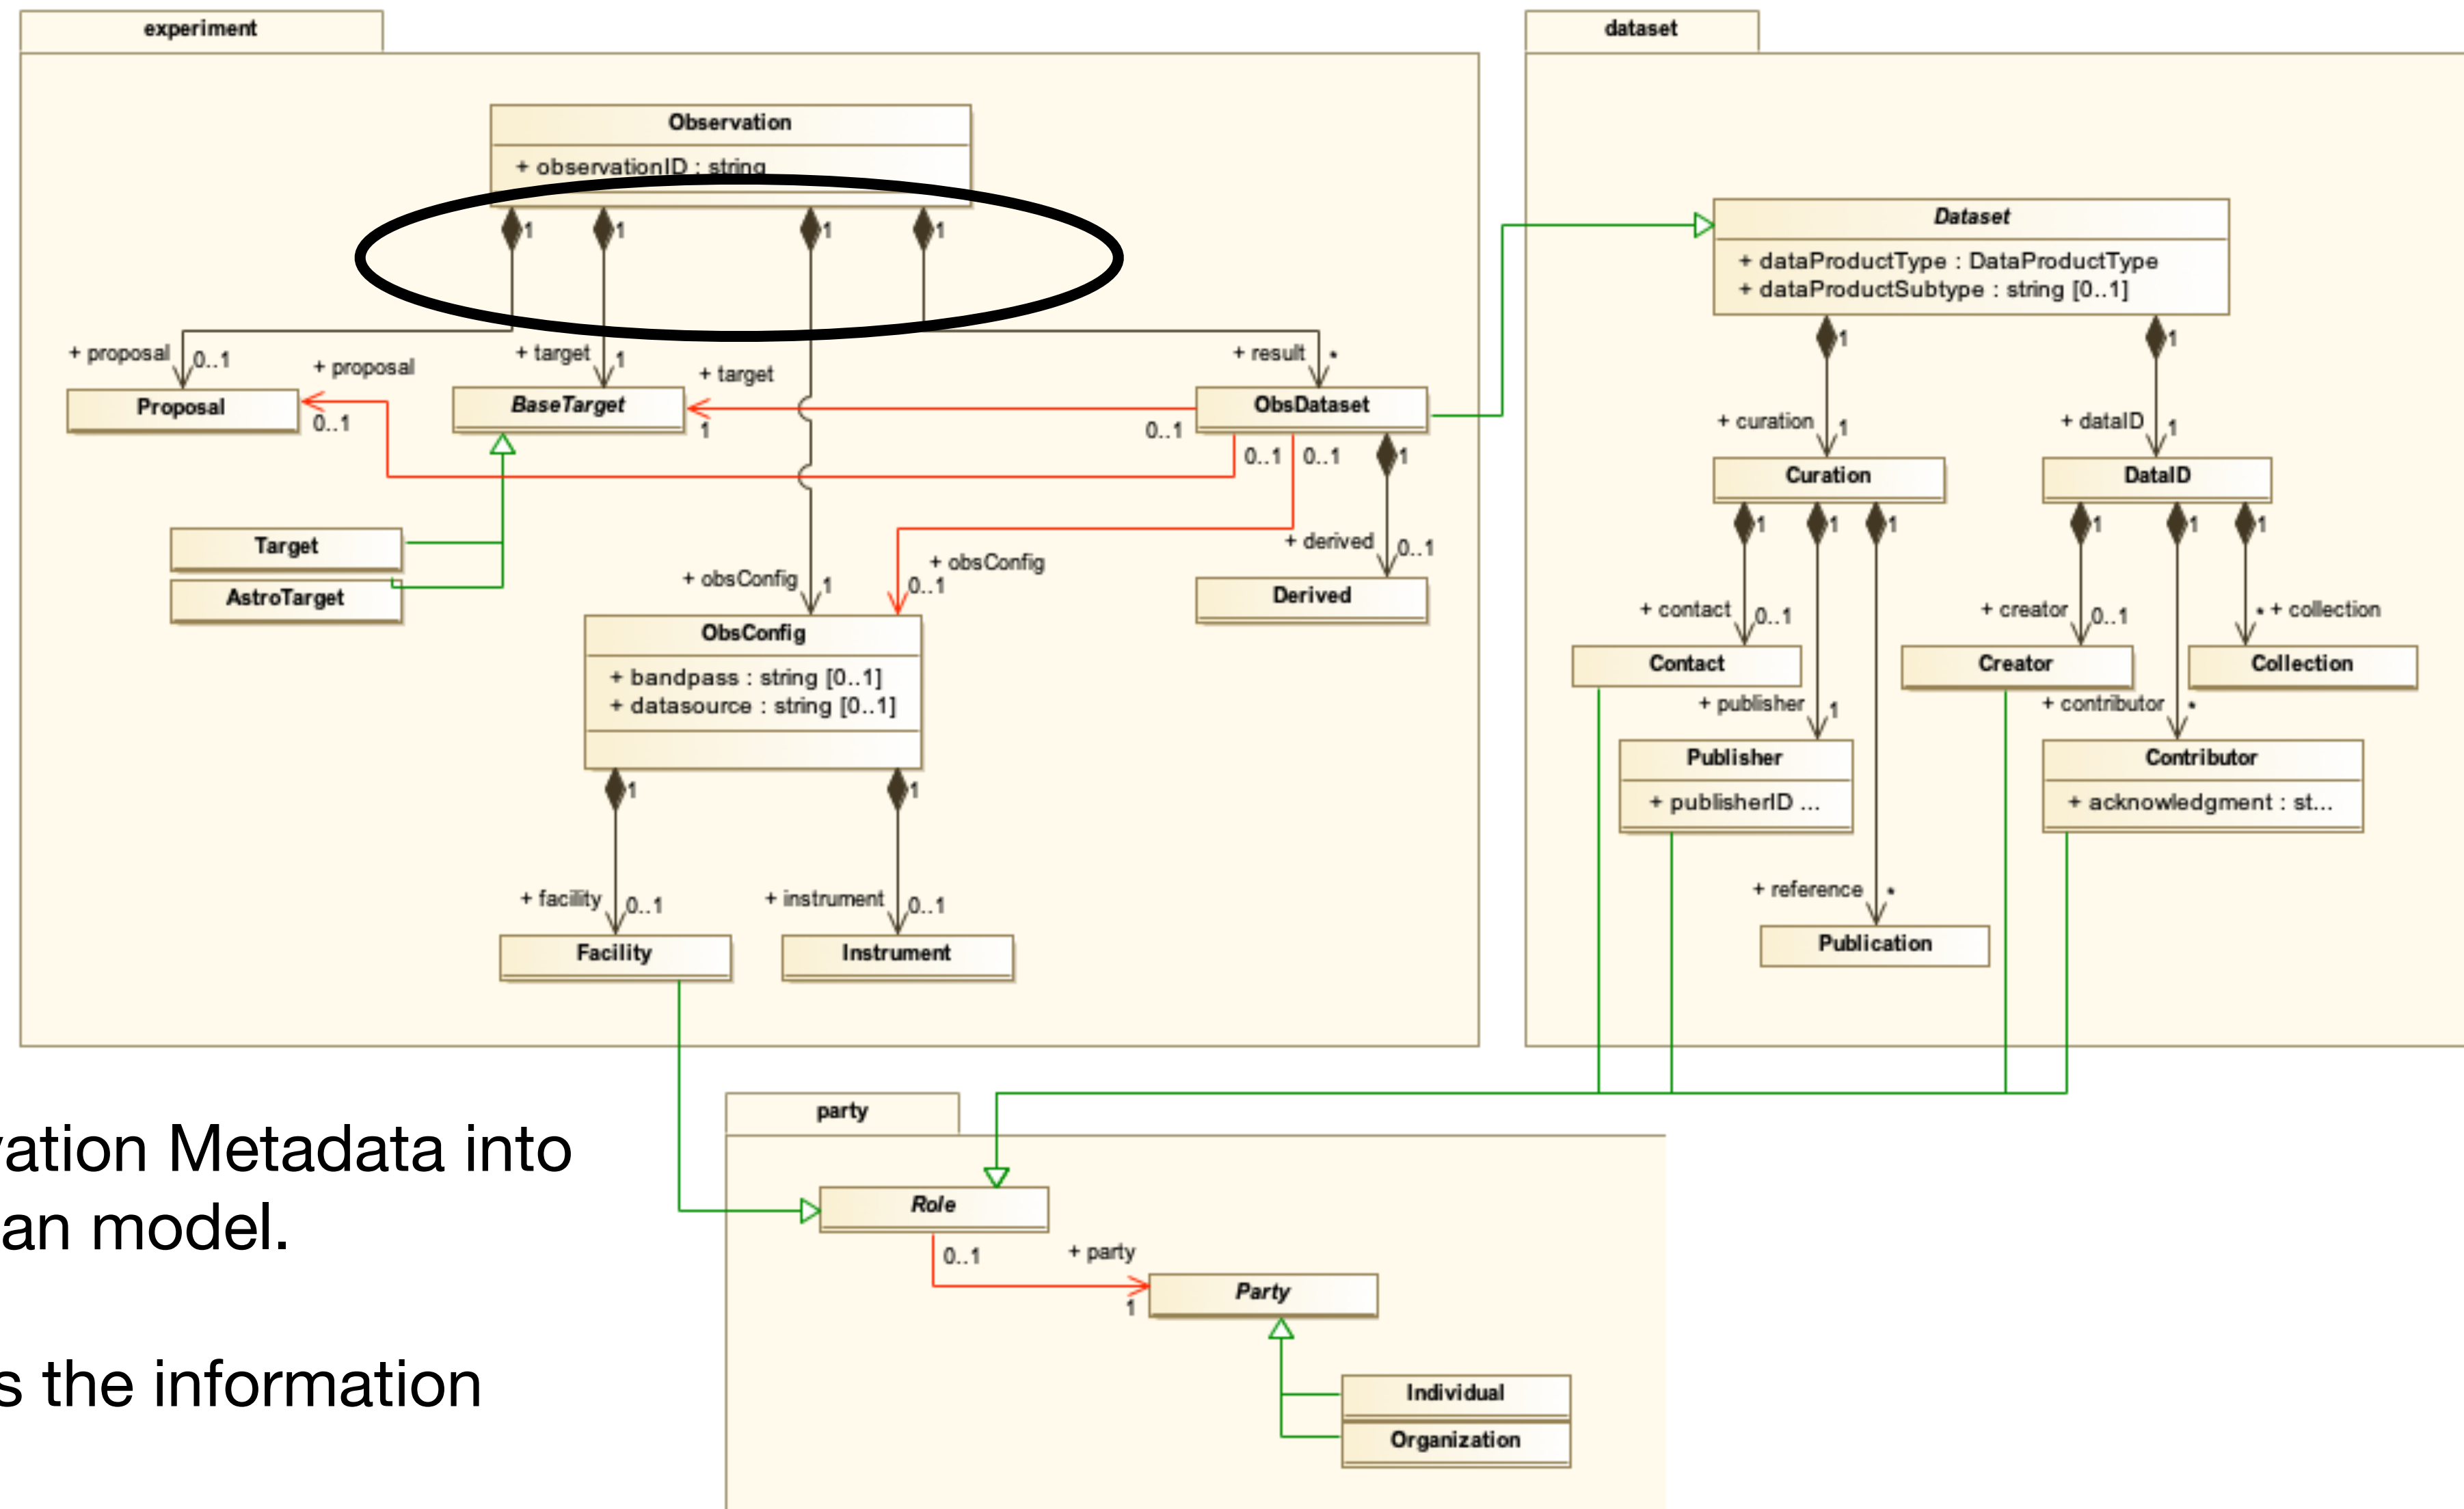 experiment
Observation
+ observationID : string
1
1
1
1
+ proposal
0..1
+ proposal
0..1
+ target
1
+ target
1
+ result
*
0..1
Proposal
BaseTarget
ObsDataset
0..1
0..1
1
Target
AstroTarget
+ derived
0..1
Derived
+ obsConfig
1
+ obsConfig
0..1
ObsConfig
+ bandpass : string [0..1]
+ datasource : string [0..1]
1
1
+ facility
0..1
+ instrument
0..1
Facility
Instrument
dataset
Dataset
+ dataProductType : DataProductType
+ dataProductSubtype : string [0..1]
1
1
+ curation
1
+ dataID
1
Curation
DataID
1
1
1
1
1
1
+ contact
0..1
+ creator
0..1
* + collection
Contact
Creator
Collection
+ publisher
1
+ contributor
*
Publisher
+ publisherID ...
Contributor
+ acknowledgment : st...
+ reference
*
Publication
party
Role
0..1
+ party
1
Party
Individual
Organization
Metadata into
an model.
the information